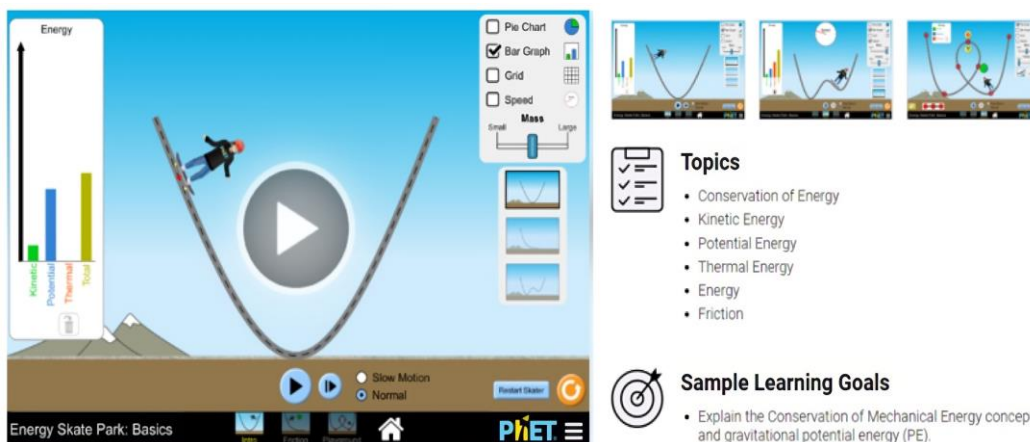 Energy
Kinetic
Potential
Thermal
Total
Pie Chart
Bar Graph
Grid
Speed
Mass
Small
Large
Slow Motion
Normal
Restart Skater
Energy Skate Park: Basics
Intro
Friction
Playground
PhET
Topics
• Conservation of Energy
• Kinetic Energy
• Potential Energy
• Thermal Energy
• Energy
• Friction
Sample Learning Goals
• Explain the Conservation of Mechanical Energy concep
and gravitational potential energy (PE).